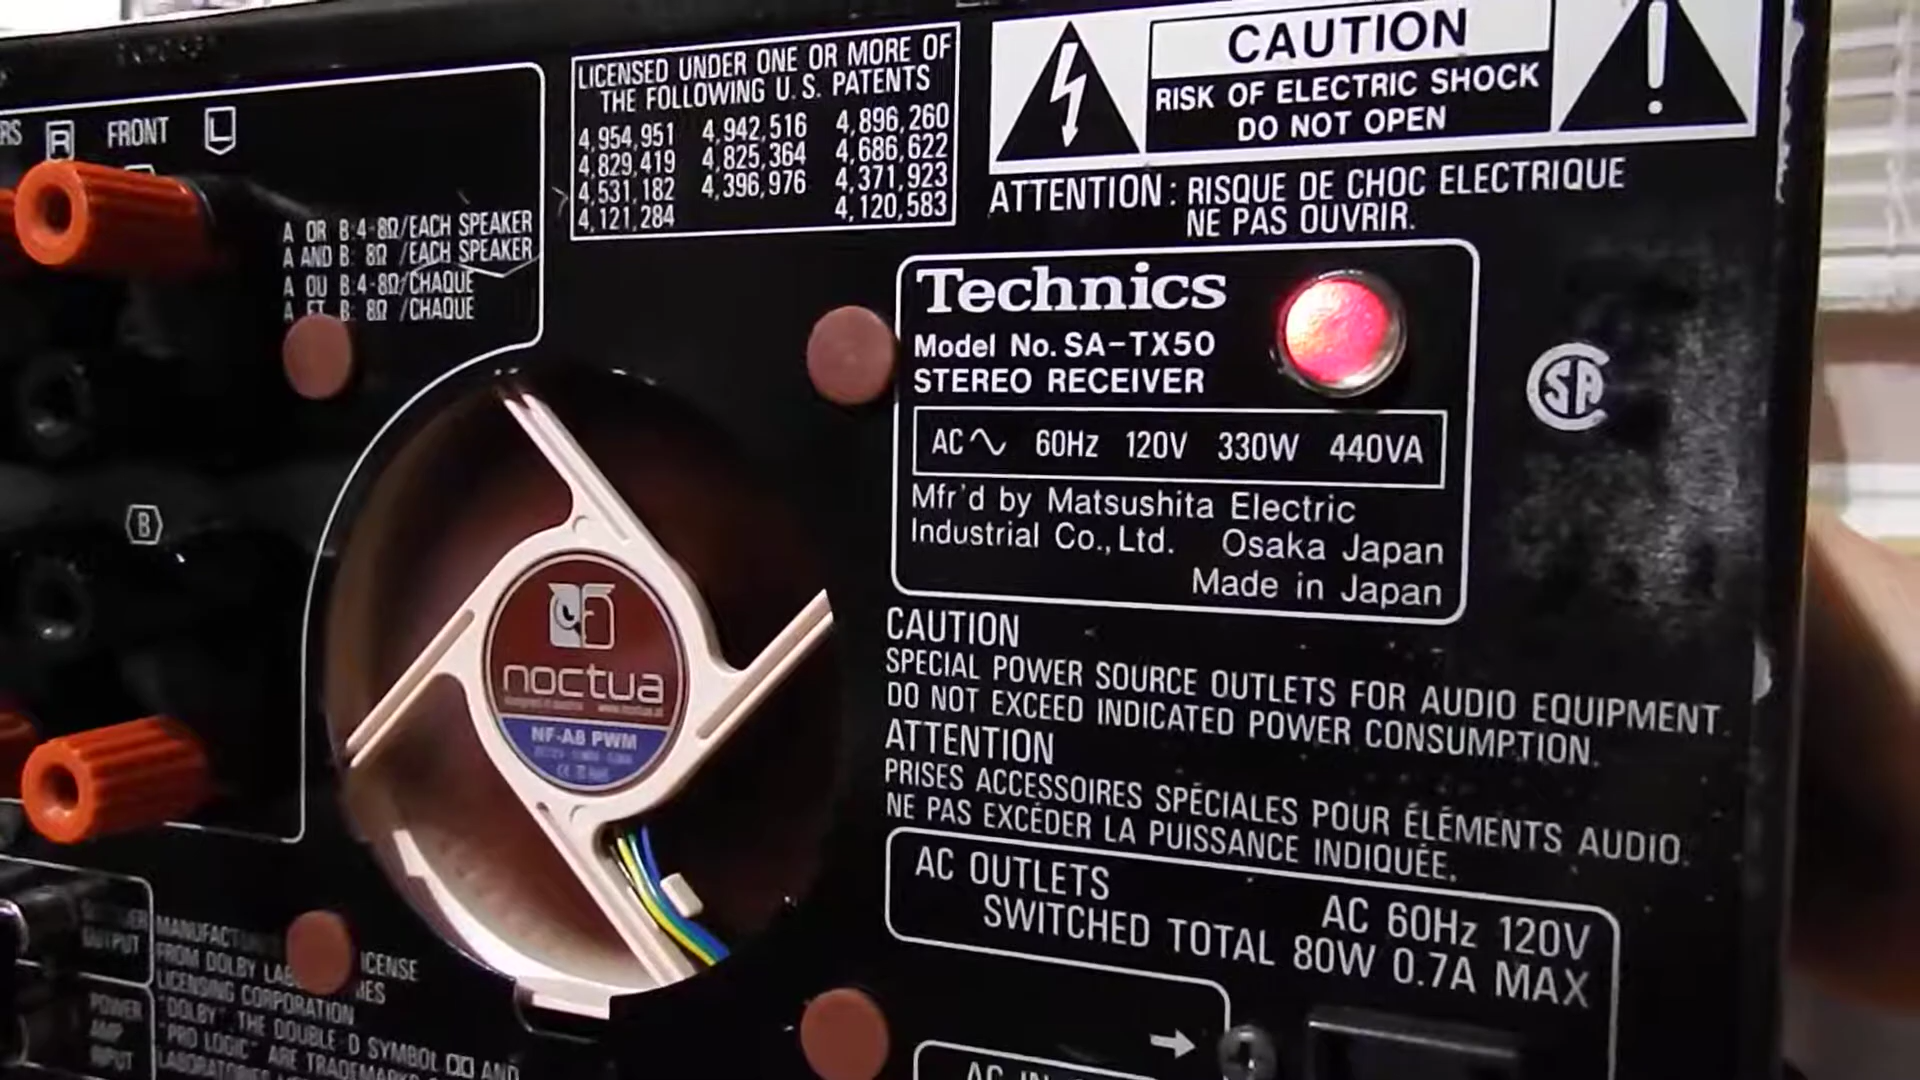 R FRONT L
A OR B:4-8Ω/EACH SPEAKER
A AND B: 8Ω /EACH SPEAKER
A OU B:4-8Ω/CHAQUE
A ET B: 8Ω /CHAQUE
B
LICENSED UNDER ONE OR MORE OF
THE FOLLOWING U.S. PATENTS
4,954,951 4,942,516 4,896,260
4,829,419 4,825,364 4,686,622
4,531,182 4,396,976 4,371,923
4,121,284 4,120,583
CAUTION
RISK OF ELECTRIC SHOCK
DO NOT OPEN
ATTENTION: RISQUE DE CHOC ELECTRIQUE
NE PAS OUVRIR.
Technics
Model No. SA-TX50
STEREO RECEIVER
AC 60Hz 120V 330W 440VA
Mfr'd by Matsushita Electric
Industrial Co., Ltd. Osaka Japan
Made in Japan
SA
noctua
NF-A8 PWM
CAUTION
SPECIAL POWER SOURCE OUTLETS FOR AUDIO EQUIPMENT.
DO NOT EXCEED INDICATED POWER CONSUMPTION.
ATTENTION
PRISES ACCESSOIRES SPÉCIALES POUR ÉLÉMENTS AUDIO.
NE PAS EXCÉDER LA PUISSANCE INDIQUÉE.
AC OUTLETS AC 60Hz 120V
SWITCHED TOTAL 80W 0.7A MAX
OUTPUT
POWER
AMP
INPUT
FROM DOLBY
LICENSING CORPORATION
"DOLBY", THE DOUBLE-D SYMBOL AND
"PRO LOGIC" ARE TRADEMARKS
AC IN